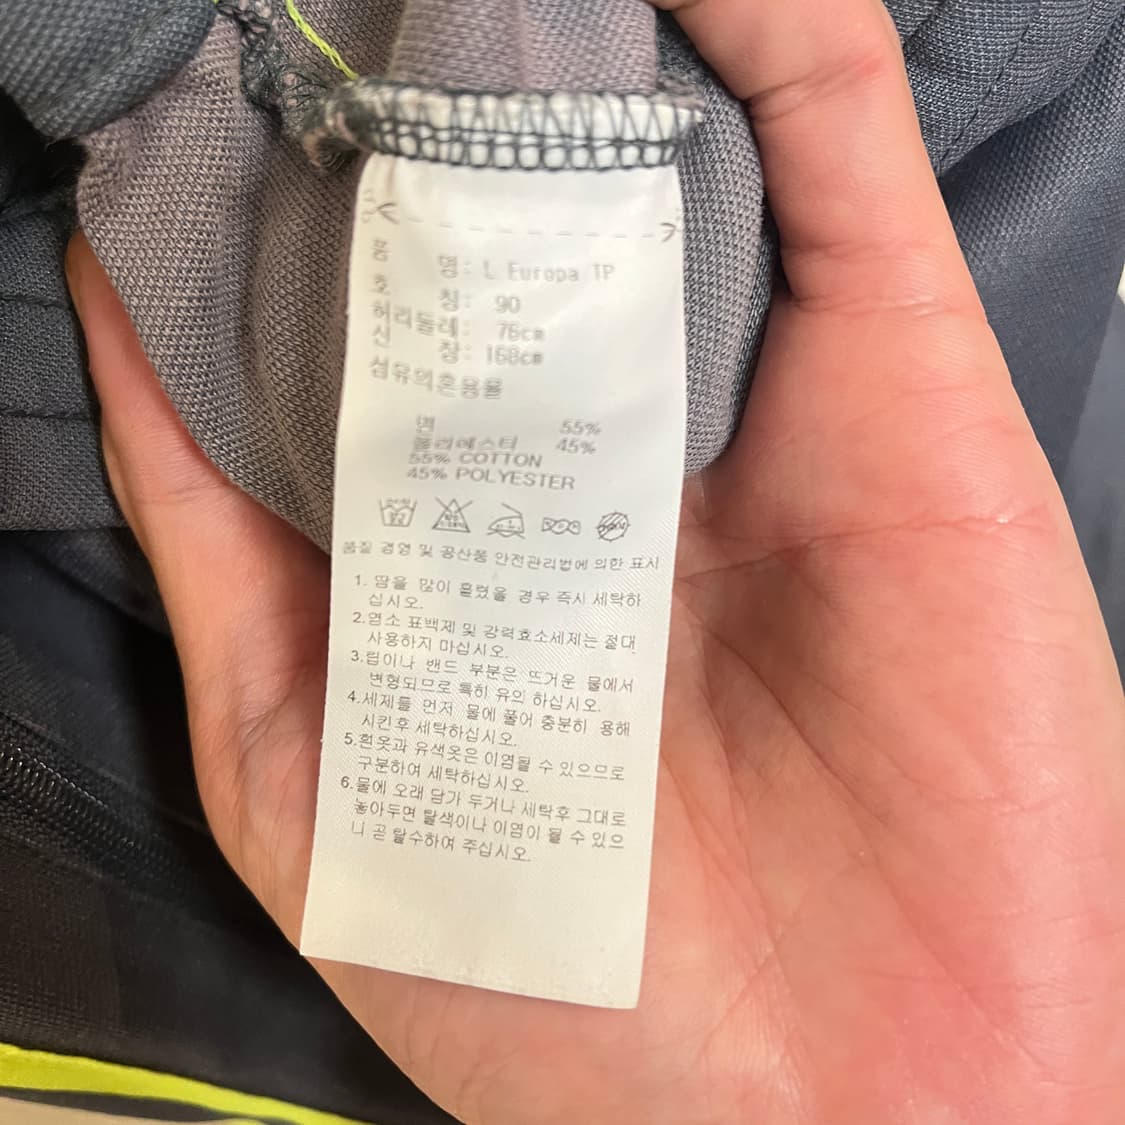 품 명: L Europa TP
호 칭: 90
허리둘레: 76cm
신 장: 168cm
섬유의혼용률
면 55%
폴리에스터 45%
55% COTTON
45% POLYESTER
품질 경영 및 공산품 안전관리법에 의한 표시
1. 땀을 많이 흘렸을 경우 즉시 세탁하
십시오.
2.염소 표백제 및 강력효소세제는 절대
사용하지 마십시오.
3.립이나 밴드 부분은 뜨거운 물에서
변형되므로 특히 유의 하십시오.
4.세제를 먼저 물에 풀어 충분히 용해
시킨후 세탁하십시오.
5.흰옷과 유색옷은 이염될 수 있으므로
구분하여 세탁하십시오.
6.물에 오래 담가 두거나 세탁후 그대로
놓아두면 탈색이나 이염이 될 수 있으
니 곧 탈수하여 주십시오.